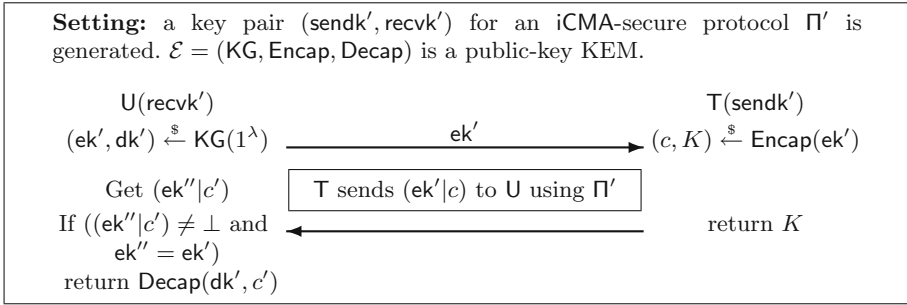 Setting: a key pair (sendk′, recvk′) for an iCMA-secure protocol Π′ is
generated. ℰ = (KG, Encap, Decap) is a public-key KEM.
U(recvk′) T(sendk′)
(ek′, dk′) ←$ KG(1^λ) ek′ (c, K) ←$ Encap(ek′)
Get (ek′′|c′) T sends (ek′|c) to U using Π′
If ((ek′′|c′) ≠ ⊥ and return K
ek′′ = ek′)
return Decap(dk′, c′)